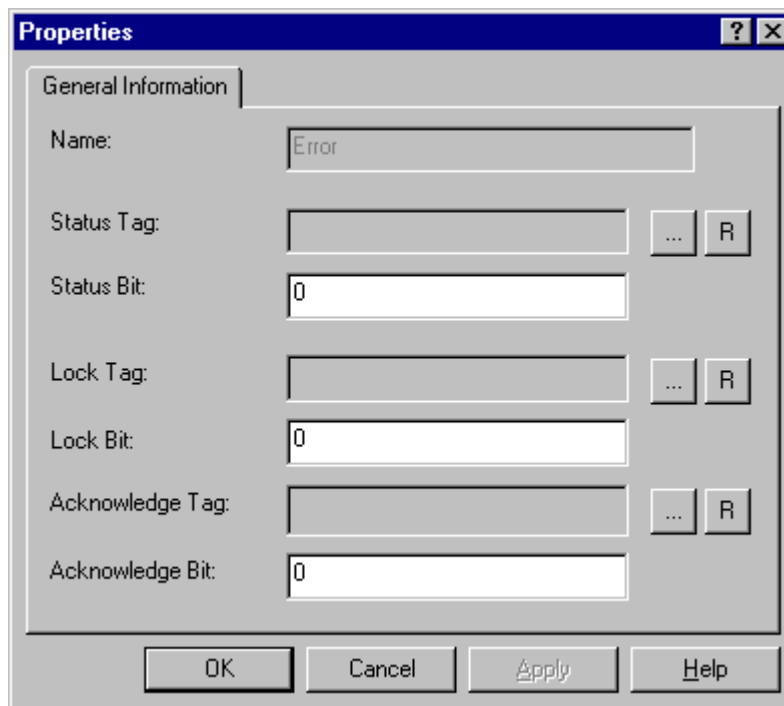 Properties ? X
General Information
Name: Error
Status Tag: ... R
Status Bit: 0
Lock Tag: ... R
Lock Bit: 0
Acknowledge Tag: ... R
Acknowledge Bit: 0
OK Cancel Apply Help